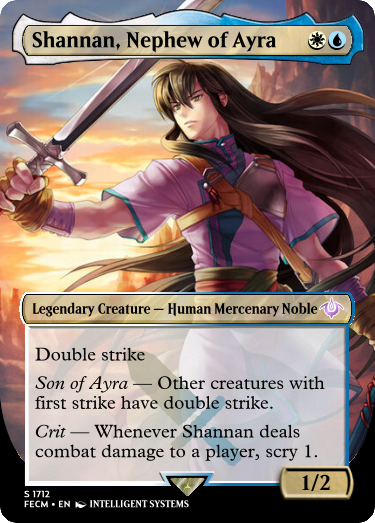 Shannan, Nephew of Ayra
Legendary Creature — Human Mercenary Noble
Double strike
Son of Ayra — Other creatures with
first strike have double strike.
Crit — Whenever Shannan deals
combat damage to a player, scry 1.
1/2
S 1712
FECM • EN INTELLIGENT SYSTEMS